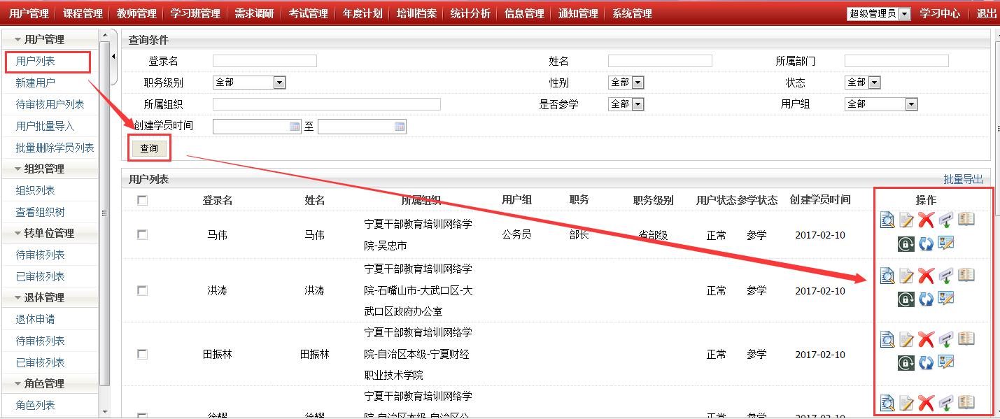 用户管理 课程管理 教师管理 学习班管理 需求调研 考试管理 年度计划 培训档案 统计分析 信息管理 通知管理 系统管理 超级管理员 学习中心 退出
用户管理
用户列表
新建用户
待审核用户列表
用户批量导入
批量删除学员列表
组织管理
组织列表
查看组织树
转单位管理
待审核列表
已审核列表
退休管理
退休申请
待审核列表
已审核列表
角色管理
角色列表
查询条件
登录名 姓名 所属部门
职务级别 全部 性别 全部 状态 全部
所属组织 是否参学 全部 用户组 全部
创建学员时间 至
查询
用户列表 批量导出
登录名 姓名 所属组织 用户组 职务 职务级别 用户状态 参学状态 创建学员时间 操作
宁夏干部教育培训网络学
马伟 马伟 公务员 部长 省部级 正常 参学 2017-02-10
院-吴忠市
宁夏干部教育培训网络学
洪涛 洪涛 院-石嘴山市-大武口区-大 正常 参学 2017-02-10
武口区政府办公室
宁夏干部教育培训网络学
田振林 田振林 院-自治区本级-宁夏财经 正常 参学 2017-02-10
职业技术学院
宁夏干部教育培训网络学
徐耀 徐耀 院-自治区本级-自治区公 正常 参学 2017-02-10